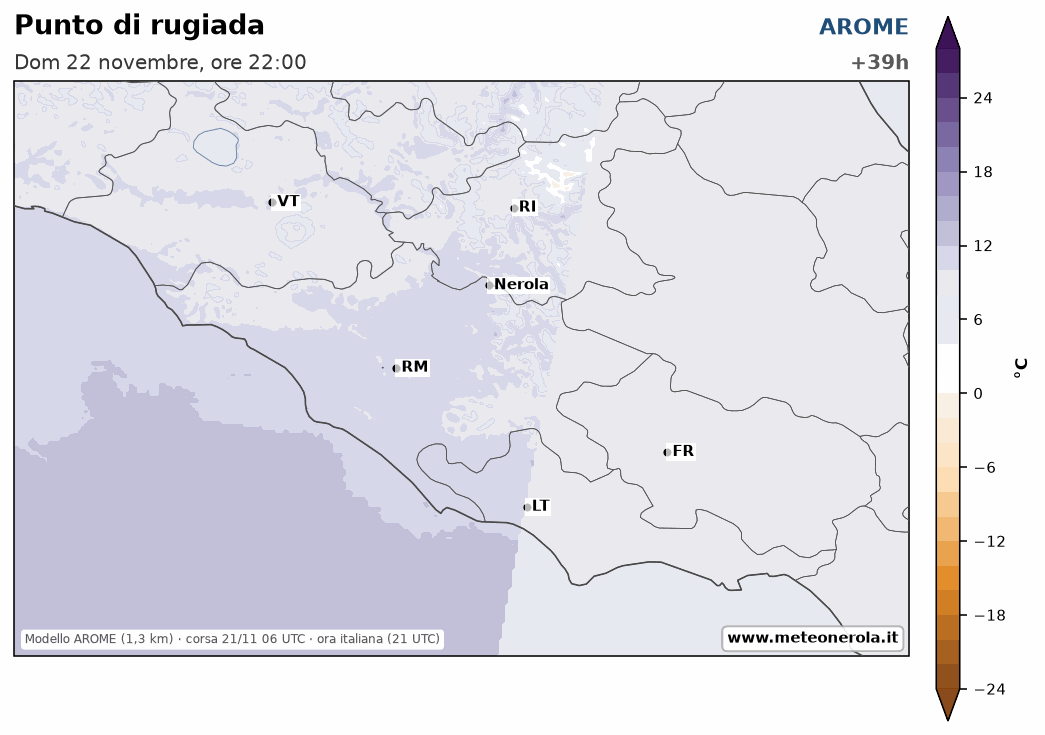 Punto di rugiada
AROME
Dom 22 novembre, ore 22:00
+39h
24
18
12
6
0
−6
−12
−18
−24
°C
VT
RI
Nerola
RM
FR
LT
Modello AROME (1,3 km) · corsa 21/11 06 UTC · ora italiana (21 UTC)
www.meteonerola.it